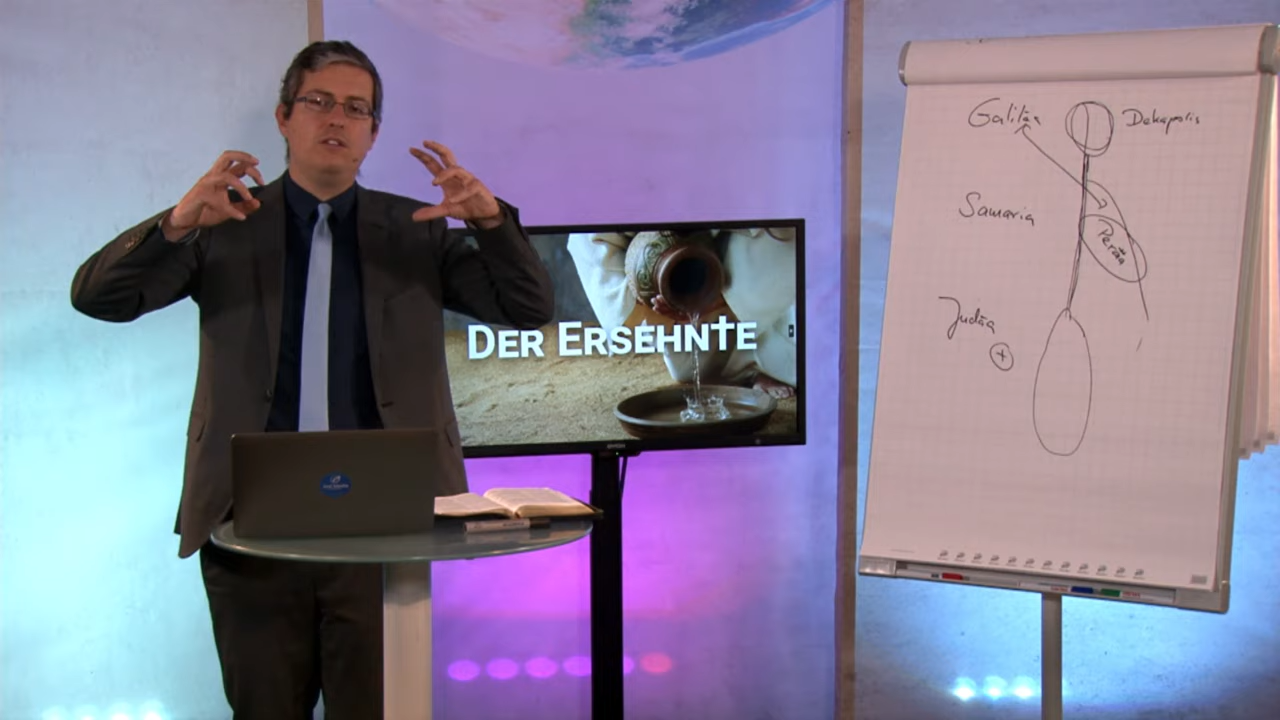 DER ERSEHNTE
Galiläa
Dekapolis
Samaria
Peräa
Judäa